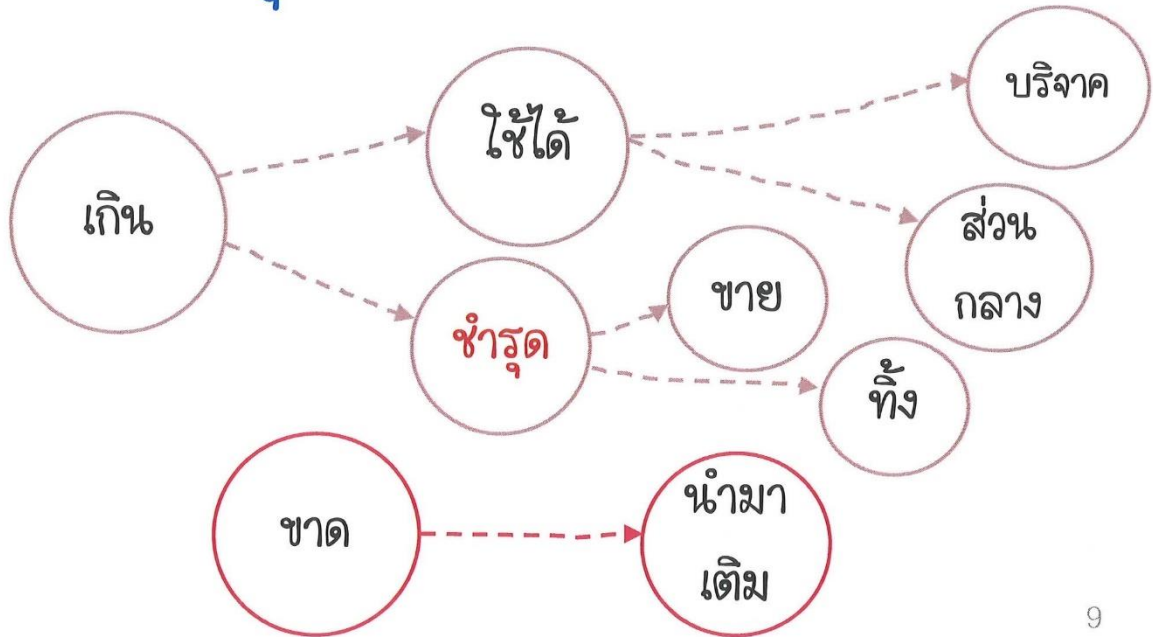 บริจาค
ใช้ได้
เกิน
ส่วน
กลาง
ขาย
ชำรุด
ทิ้ง
ขาด
นำมา
เติม
9